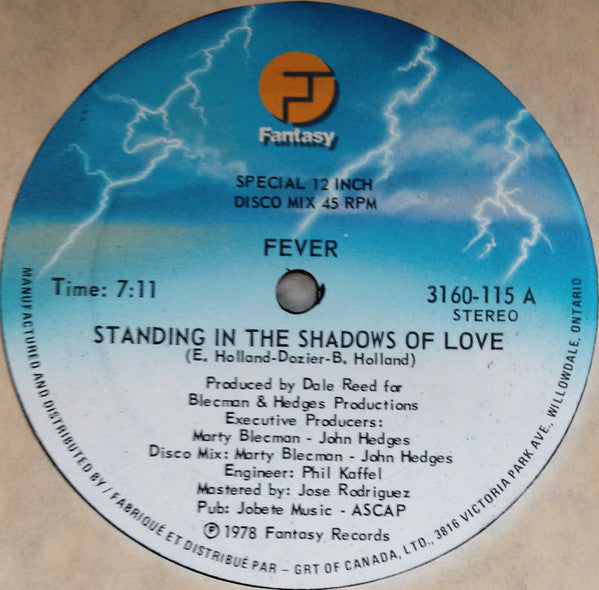 Fantasy
SPECIAL 12 INCH
DISCO MIX 45 RPM
FEVER
Time: 7:11
3160-115 A
STEREO
STANDING IN THE SHADOWS OF LOVE
(E. Holland-Dozier-B. Holland)
Produced by Dale Reed for
Blecman & Hedges Productions
Executive Producers:
Marty Blecman - John Hedges
Disco Mix: Marty Blecman - John Hedges
Engineer: Phil Kaffel
Mastered by: Jose Rodriguez
Pub: Jobete Music - ASCAP
℗ 1978 Fantasy Records
MANUFACTURED AND DISTRIBUTED BY / FABRIQUÉ ET DISTRIBUÉ PAR - GRT OF CANADA, LTD., 3816 VICTORIA PARK AVE., WILLOWDALE, ONTARIO